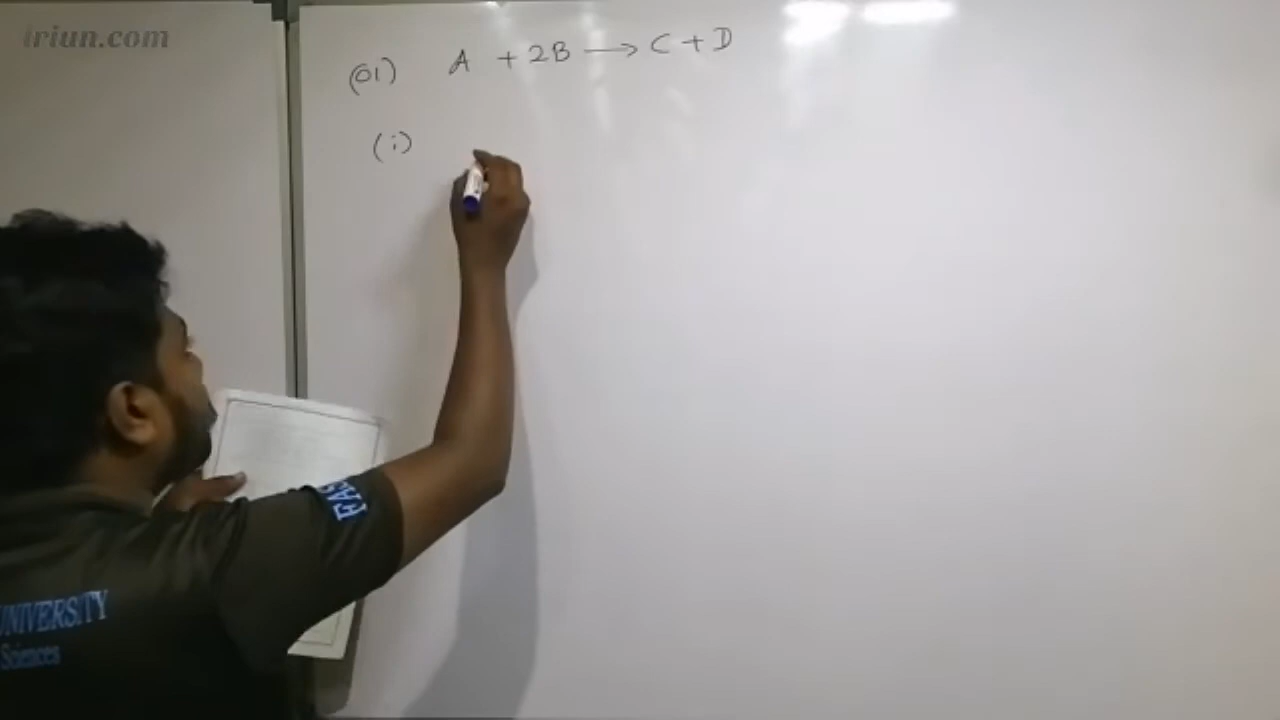 iriun.com
(01) A + 2B → C + D
(i)
UNIVERSITY
Sciences